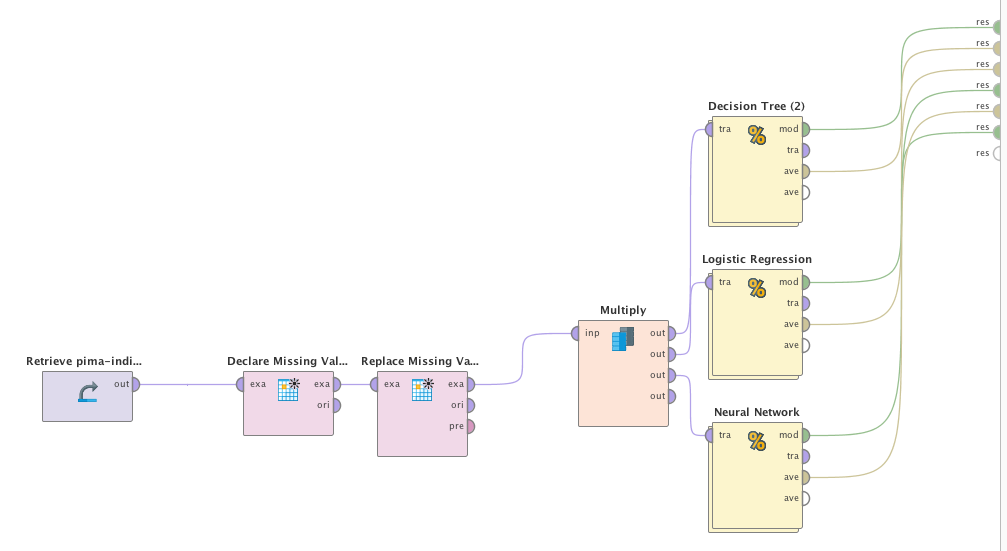 res
res
res
res
res
res
res
Decision Tree (2)
tra mod
tra
ave
ave
Logistic Regression
tra mod
tra
ave
ave
Multiply
inp out
out
out
out
Retrieve pima-indi...
out
Declare Missing Val...
exa exa
ori
Replace Missing Va...
exa exa
ori
pre
Neural Network
tra mod
tra
ave
ave